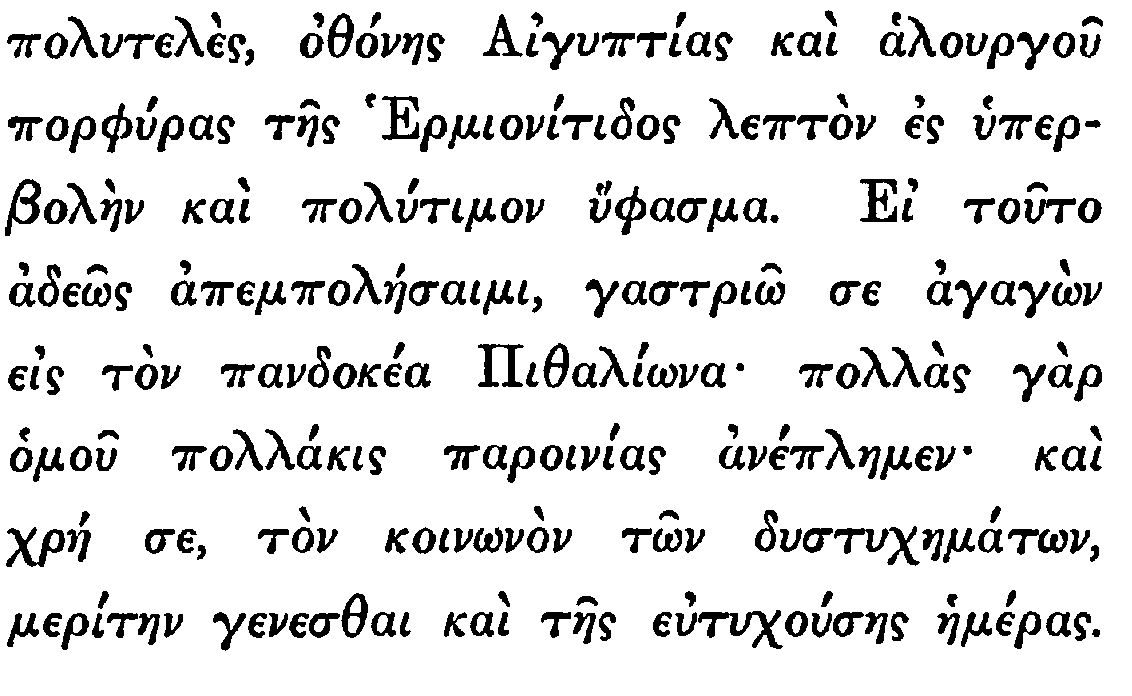 πολυτελὲς, ὀθόνης Αἰγυπτίας καὶ ἁλουργοῦ
πορφύρας τῆς Ἑρμιονίτιδος λεπτὸν ἐς ὑπερ-
βολὴν καὶ πολύτιμον ὕφασμα. Εἰ τοῦτο
ἀδεῶς ἀπεμπολήσαιμι, γαστριῶ σε ἀγαγὼν
εἰς τὸν πανδοκέα Πιθαλίωνα· πολλὰς γὰρ
ὁμοῦ πολλάκις παροινίας ἀνέπλημεν· καὶ
χρή σε, τὸν κοινωνὸν τῶν δυστυχημάτων,
μερίτην γενεσθαι καὶ τῆς εὐτυχούσης ἡμέρας.